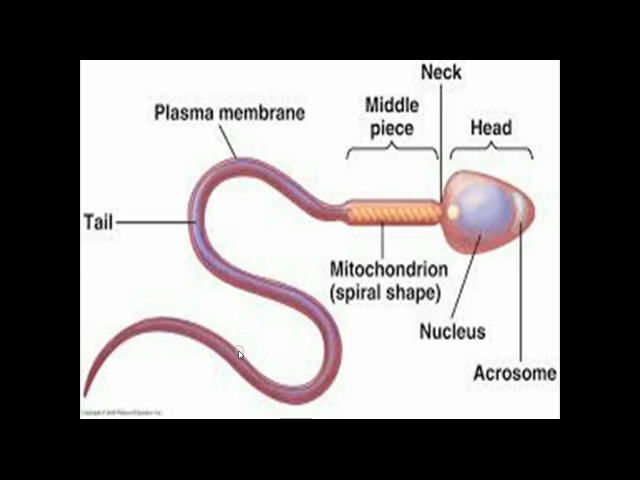 Neck
Middle
piece
Head
Plasma membrane
Tail
Mitochondrion
(spiral shape)
Nucleus
Acrosome